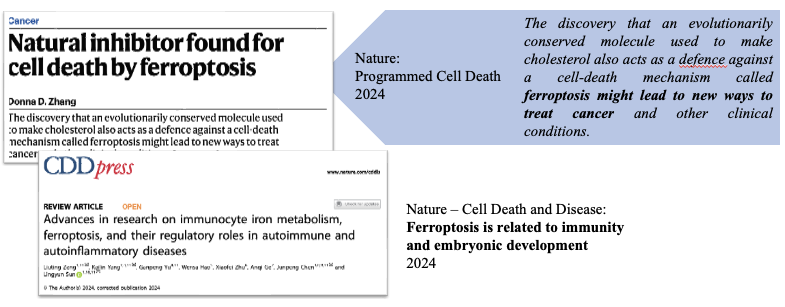 Cancer
Natural inhibitor found for
cell death by ferroptosis
Donna D. Zhang
The discovery that an evolutionarily conserved molecule used
to make cholesterol also acts as a defence against a cell-death
mechanism called ferroptosis might lead to new ways to treat
Nature:
Programmed Cell Death
2024
The discovery that an evolutionarily
conserved molecule used to make
cholesterol also acts as a defence against
a cell-death mechanism called
ferroptosis might lead to new ways to
treat cancer and other clinical
conditions.
CDDpress
www.nature.com/cddis
REVIEW ARTICLE OPEN
Check for updates
Advances in research on immunocyte iron metabolism,
ferroptosis, and their regulatory roles in autoimmune and
autoinflammatory diseases
Liuting Zeng, Kailin Yang, Ganpeng Yu, Wensa Hao, Xiaofei Zhu, Anqi Ge, Junpeng Chen and
Lingyun Sun
© The Author(s) 2024, corrected publication 2024
Nature – Cell Death and Disease:
Ferroptosis is related to immunity
and embryonic development
2024